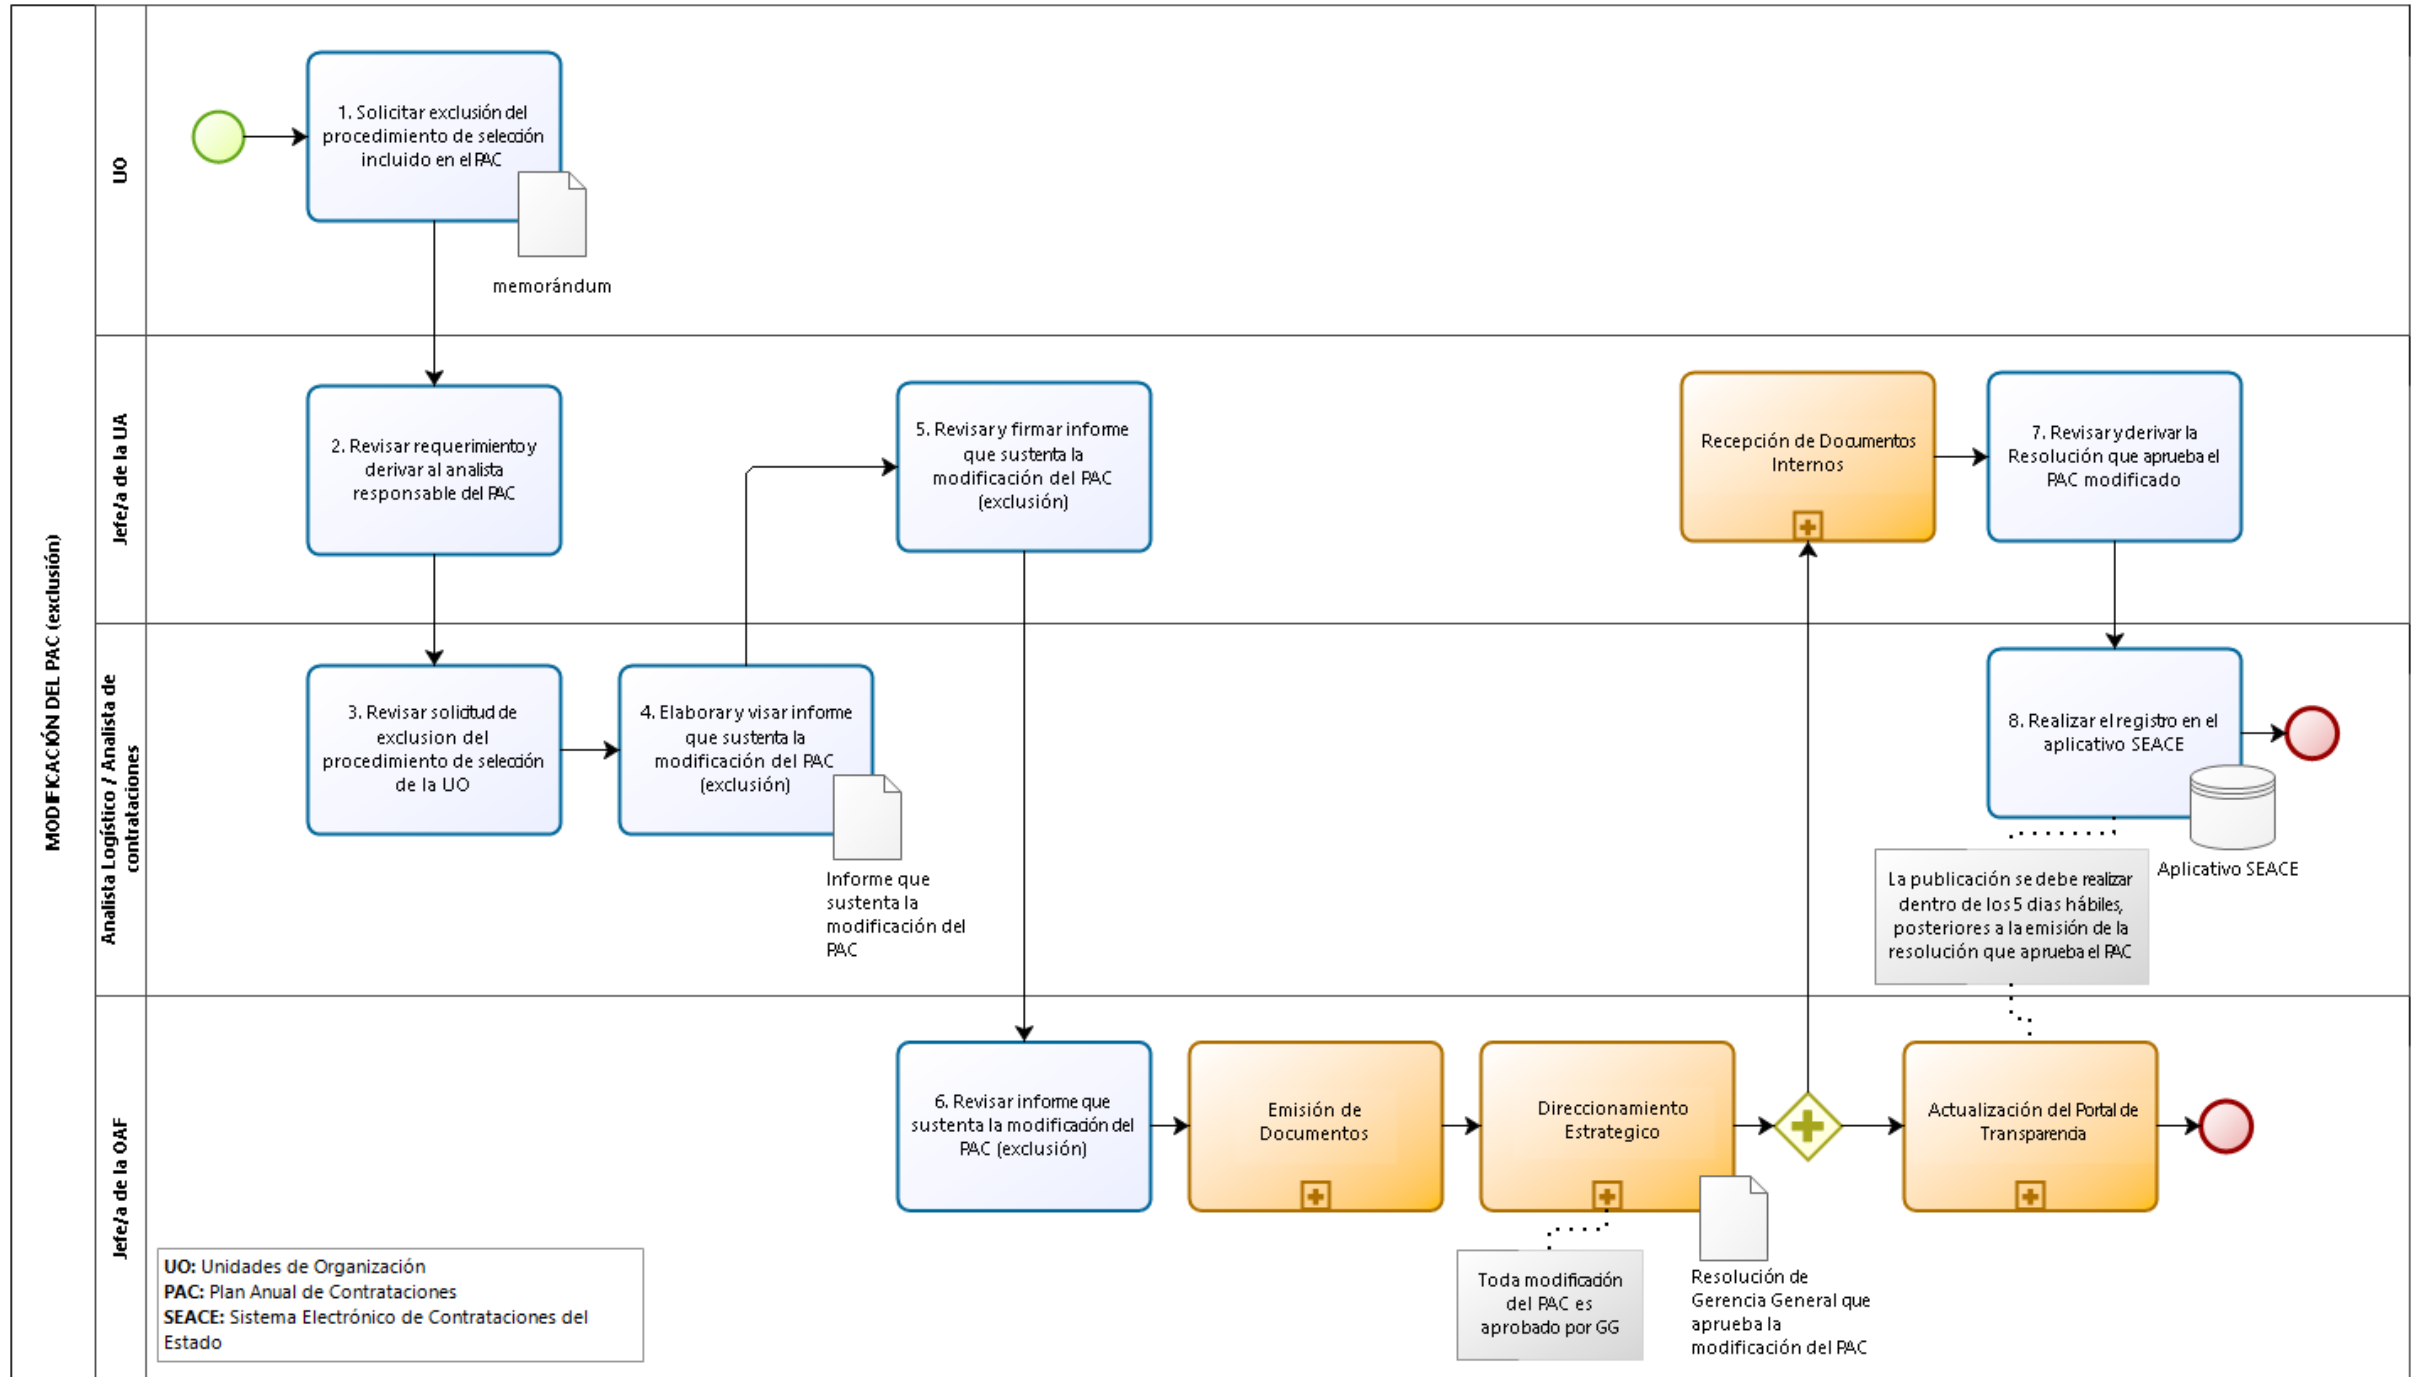 MODIFICACIÓN DEL PAC (exclusión)
UO
1. Solicitar exclusión del
procedimiento de selección
incluido en el PAC
memorándum
Jefe/a de la UA
2. Revisar requerimiento y
derivar al analista
responsable del PAC
5. Revisar y firmar informe
que sustenta la
modificación del PAC
(exclusión)
Recepción de Documentos
Internos
7. Revisar y derivar la
Resolución que aprueba el
PAC modificado
Analista Logístico / Analista de
contrataciones
3. Revisar solicitud de
exclusion del
procedimiento de selección
de la UO
4. Elaborar y visar informe
que sustenta la
modificación del PAC
(exclusión)
Informe que
sustenta la
modificación del
PAC
8. Realizar el registro en el
aplicativo SEACE
Aplicativo SEACE
La publicación se debe realizar
dentro de los 5 dias hábiles,
posteriores a la emisión de la
resolución que aprueba el PAC
Jefe/a de la OAF
6. Revisar informe que
sustenta la modificación del
PAC (exclusión)
Emisión de
Documentos
Direccionamiento
Estrategico
Actualización del Portal de
Transparencia
Toda modificación
del PAC es
aprobado por GG
Resolución de
Gerencia General que
aprueba la
modificación del PAC
UO: Unidades de Organización
PAC: Plan Anual de Contrataciones
SEACE: Sistema Electrónico de Contrataciones del
Estado